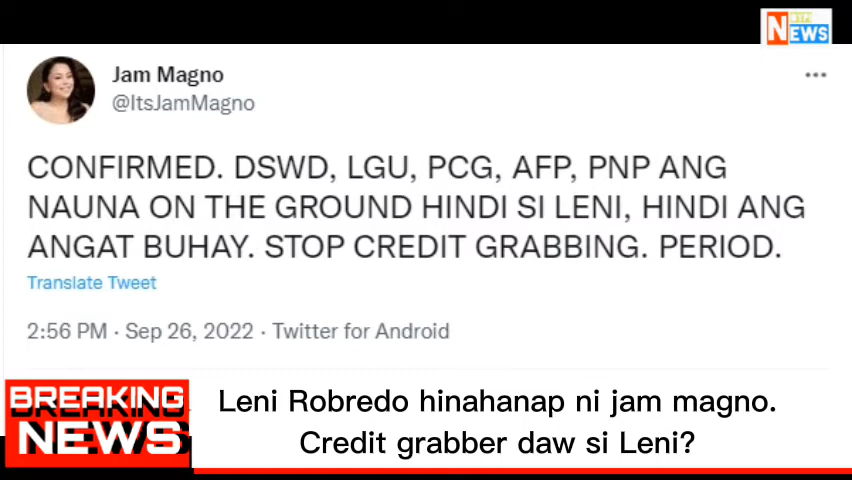 NEWS
Jam Magno
@ItsJamMagno
CONFIRMED. DSWD, LGU, PCG, AFP, PNP ANG
NAUNA ON THE GROUND HINDI SI LENI, HINDI ANG
ANGAT BUHAY. STOP CREDIT GRABBING. PERIOD.
Translate Tweet
2:56 PM · Sep 26, 2022 · Twitter for Android
BREAKING
NEWS
Leni Robredo hinahanap ni jam magno.
Credit grabber daw si Leni?